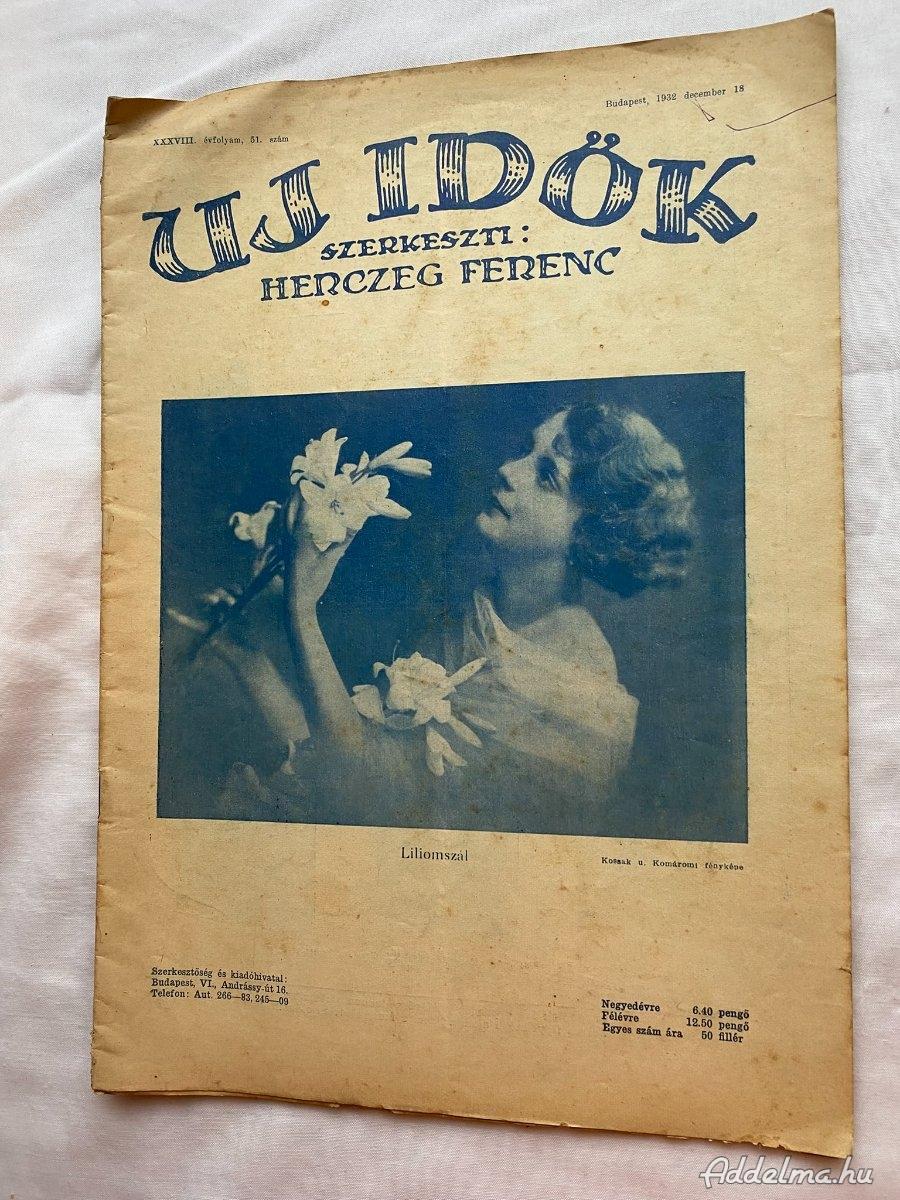 XXXVIII. évfolyam, 51. szám
Budapest, 1932 december 18
UJ IDŐK
SZERKESZTI:
HERCZEG FERENC
Liliomszál
Kossak u. Komáromi fényképe
Szerkesztőség és kiadóhivatal:
Budapest, VI., Andrássy-út 16.
Telefon: Aut. 266—83, 245—09
Negyedévre 6.40 pengő
Félévre 12.50 pengő
Egyes szám ára 50 fillér
Addelma.hu